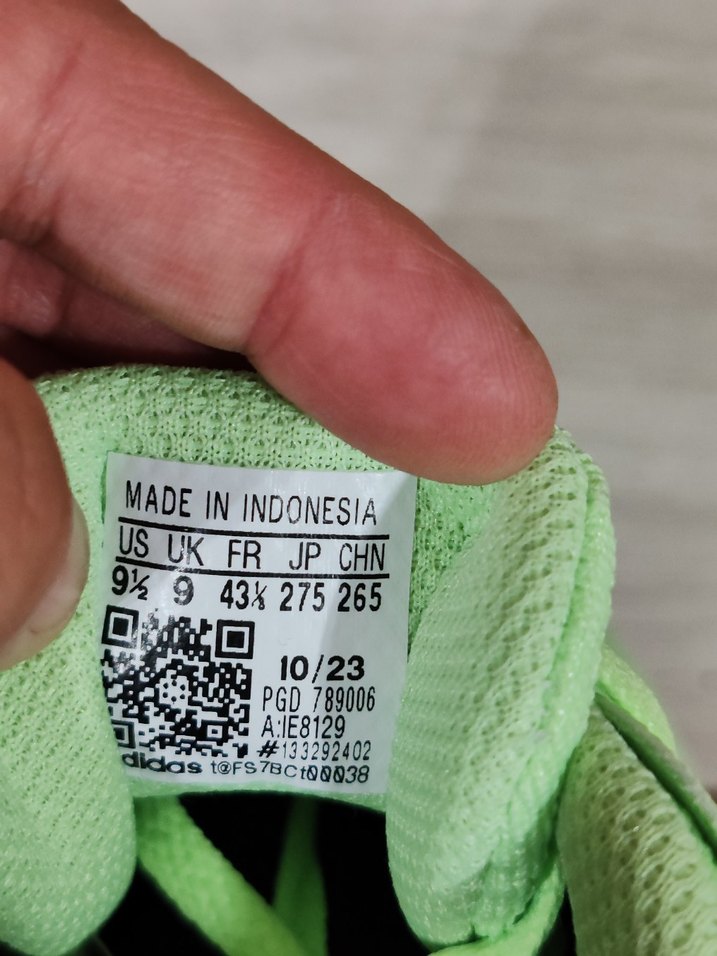 MADE IN INDONESIA
US UK FR JP CHN
9½ 9 43⅓ 275 265
10/23
PGD 789006
A:IE8129
#133292402
adidas t@FS7BCt00038